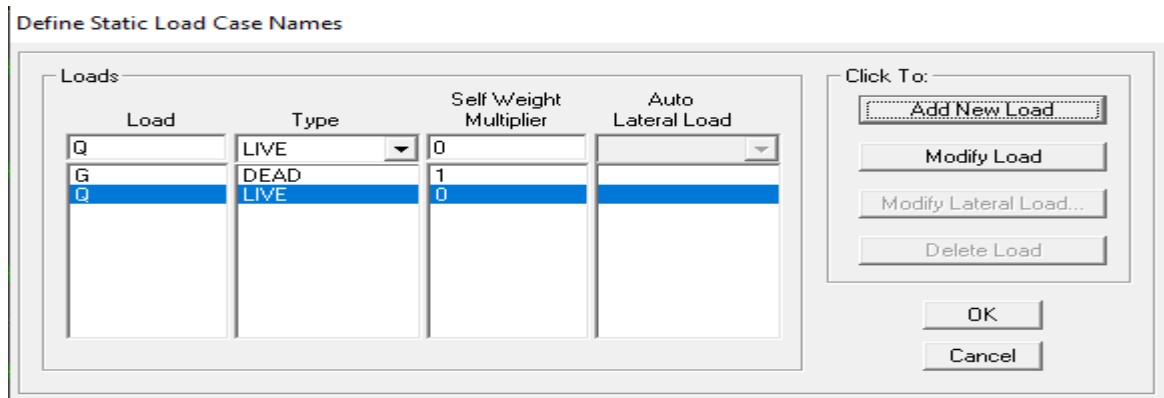 Define Static Load Case Names
Loads
Load Type Self Weight Multiplier Auto Lateral Load
Q LIVE 0
G DEAD 1
Q LIVE 0
Click To:
Add New Load
Modify Load
Modify Lateral Load...
Delete Load
OK
Cancel